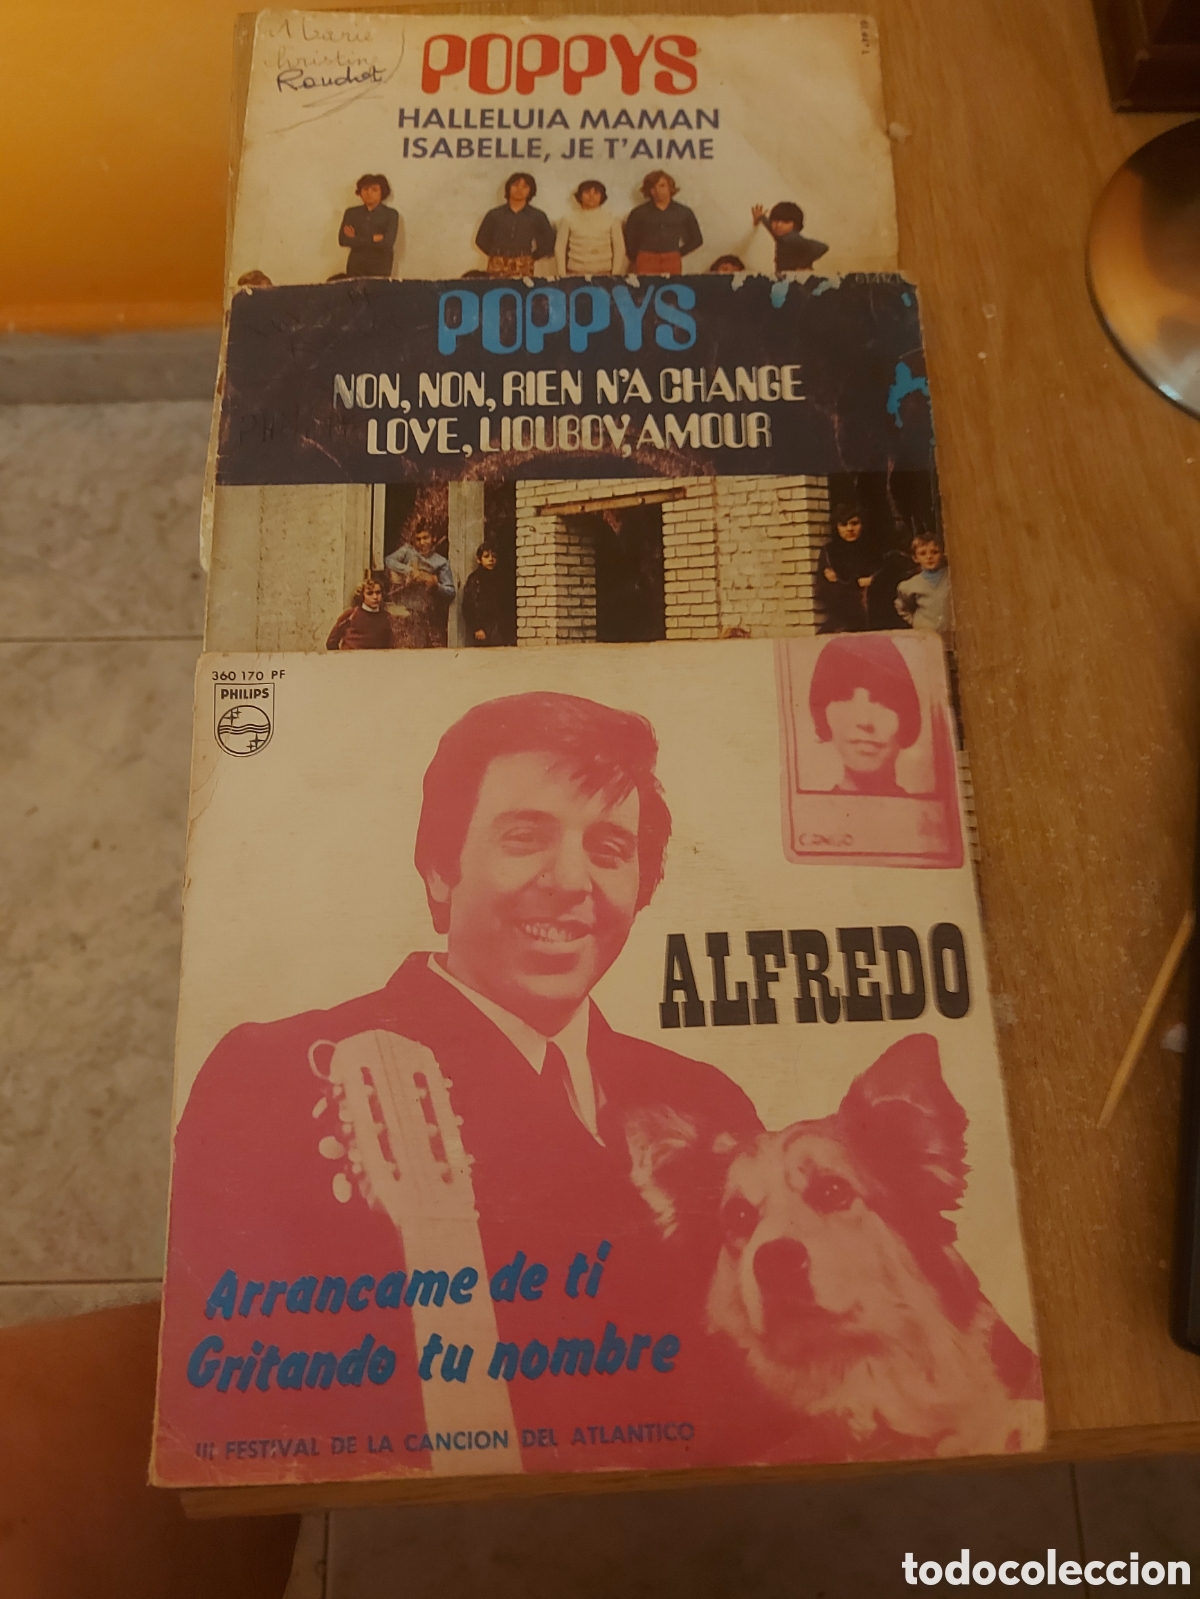 Marie
Christine
Rouchet
POPPYS
HALLELUIA MAMAN
ISABELLE, JE T'AIME
POPPYS
NON, NON, RIEN N'A CHANGE
LOVE, LIOUBOV, AMOUR
360 170 PF
PHILIPS
ALFREDO
Arrancame de ti
Gritando tu nombre
III FESTIVAL DE LA CANCION DEL ATLANTICO
todocoleccion